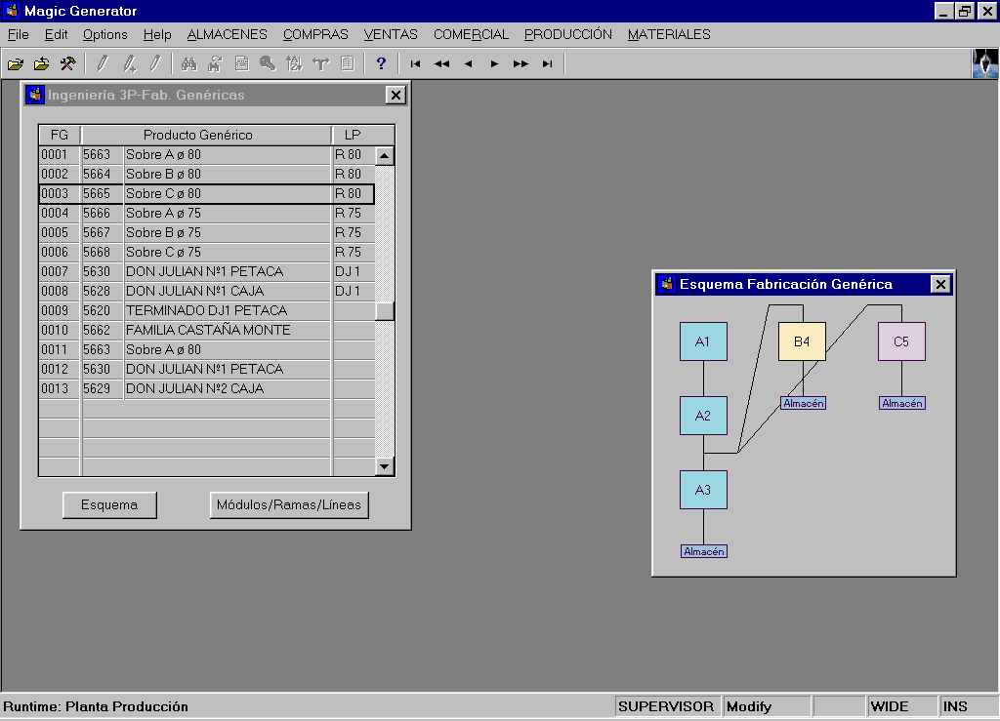 Magic Generator
File Edit Options Help ALMACENES COMPRAS VENTAS COMERCIAL PRODUCCIÓN MATERIALES
Ingeniería 3P-Fab. Genéricas
FG Producto Genérico LP
0001 5663 Sobre A ø 80 R 80
0002 5664 Sobre B ø 80 R 80
0003 5665 Sobre C ø 80 R 80
0004 5666 Sobre A ø 75 R 75
0005 5667 Sobre B ø 75 R 75
0006 5668 Sobre C ø 75 R 75
0007 5630 DON JULIAN Nº1 PETACA DJ 1
0008 5628 DON JULIAN Nº1 CAJA DJ 1
0009 5620 TERMINADO DJ1 PETACA
0010 5662 FAMILIA CASTAÑA MONTE
0011 5663 Sobre A ø 80
0012 5630 DON JULIAN Nº1 PETACA
0013 5629 DON JULIAN Nº2 CAJA
Esquema Módulos/Ramas/Líneas
Esquema Fabricación Genérica
A1 B4 C5
Almacén Almacén
A2
A3
Almacén
Runtime: Planta Producción SUPERVISOR Modify WIDE INS